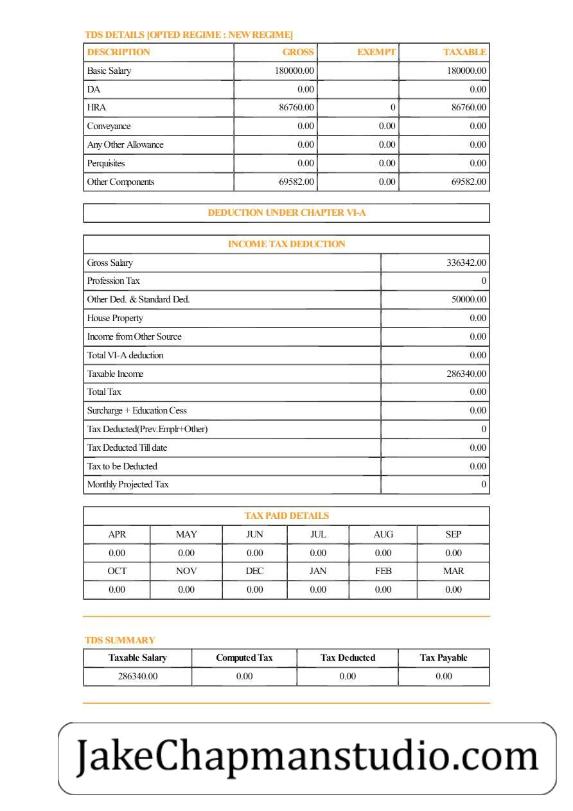 TDS DETAILS [OPTED REGIME : NEW REGIME]
DESCRIPTION GROSS EXEMPT TAXABLE
Basic Salary 180000.00 180000.00
DA 0.00 0.00
HRA 86760.00 0 86760.00
Conveyance 0.00 0.00 0.00
Any Other Allowance 0.00 0.00 0.00
Perquisites 0.00 0.00 0.00
Other Components 69582.00 0.00 69582.00
DEDUCTION UNDER CHAPTER VI-A
INCOME TAX DEDUCTION
Gross Salary 336342.00
Profession Tax 0
Other Ded. & Standard Ded. 50000.00
House Property 0.00
Income from Other Source 0.00
Total VI-A deduction 0.00
Taxable Income 286340.00
Total Tax 0.00
Surcharge + Education Cess 0.00
Tax Deducted(Prev.Emplr+Other) 0
Tax Deducted Till date 0.00
Tax to be Deducted 0.00
Monthly Projected Tax 0
TAX PAID DETAILS
APR MAY JUN JUL AUG SEP
0.00 0.00 0.00 0.00 0.00 0.00
OCT NOV DEC JAN FEB MAR
0.00 0.00 0.00 0.00 0.00 0.00
TDS SUMMARY
Taxable Salary Computed Tax Tax Deducted Tax Payable
286340.00 0.00 0.00 0.00
JakeChapmanstudio.com